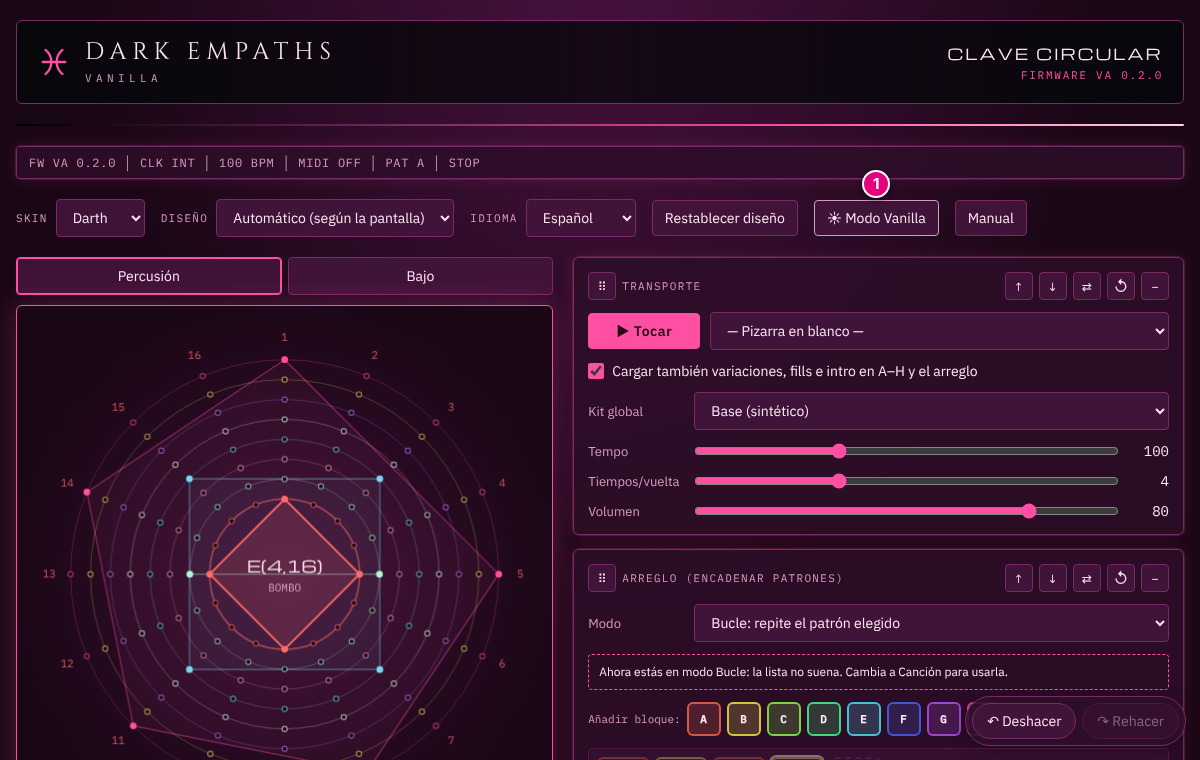 DARK EMPATHS
VANILLA
CLAVE CIRCULAR
FIRMWARE VA 0.2.0
FW VA 0.2.0 | CLK INT | 100 BPM | MIDI OFF | PAT A | STOP
1
SKIN Darth DISEÑO Automático (según la pantalla) IDIOMA Español Restablecer diseño ☀ Modo Vanilla Manual
Percusión Bajo
1
2
3
4
5
6
7
11
12
13
14
15
16
E(4,16)
BOMBO
TRANSPORTE
▶ Tocar — Pizarra en blanco —
Cargar también variaciones, fills e intro en A–H y el arreglo
Kit global Base (sintético)
Tempo 100
Tiempos/vuelta 4
Volumen 80
ARREGLO (ENCADENAR PATRONES)
Modo Bucle: repite el patrón elegido
Ahora estás en modo Bucle: la lista no suena. Cambia a Canción para usarla.
Añadir bloque: A B C D E F G
↶ Deshacer ↷ Rehacer